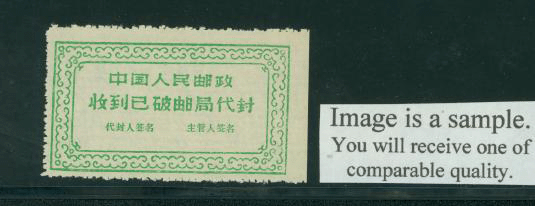 中国人民邮政
收到已破邮局代封
代封人签名 主管人签名
Image is a sample.
You will receive one of
comparable quality.